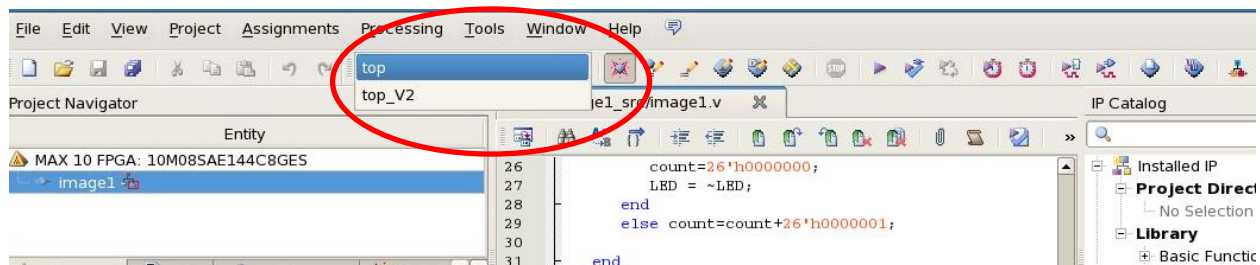 File Edit View Project Assignments Processing Tools Window Help
top
top_V2
Project Navigator
image1.v
IP Catalog
Entity
MAX 10 FPGA: 10M08SAE144C8GES
image1
26 count=26'h0000000;
27 LED = ~LED;
28 end
29 else count=count+26'h0000001;
30
31 end
Installed IP
Project Direct
No Selection
Library
Basic Functi